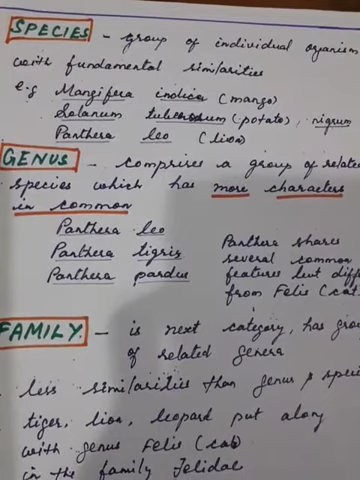 SPECIES - group of individual organism
with fundamental similarities
e.g Mangifera indica (mango)
Solanum tuberosum (potato), nigrum
Panthera leo (lion)
GENUS - comprises a group of related
species which has more characters
in common
Panthera leo
Panthera tigris Panthera shares
Panthera pardus several common
features but diff
from Felis (cat)
FAMILY - is next category, has gro
of related genera
less similarities than genus & speci
tiger, lion, leopard put along
with genus Felis (cat)
in the family Felidae